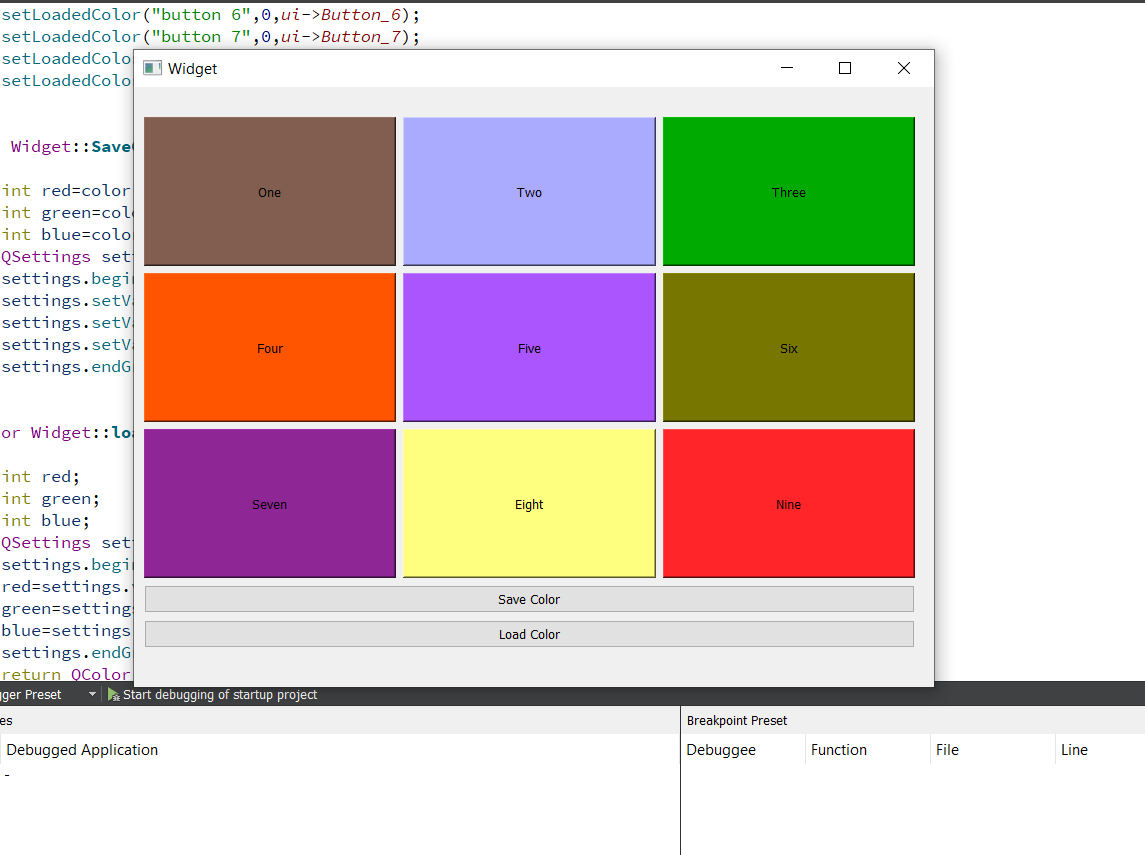 setLoadedColor("button 6",0,ui->Button_6);
setLoadedColor("button 7",0,ui->Button_7);
setLoadedColo
setLoadedColo
Widget
Widget::Save
int red=color
int green=col
int blue=colo
QSettings set
settings.begi
settings.setV
settings.setV
settings.setV
settings.endG
or Widget::lo
int red;
int green;
int blue;
QSettings set
settings.begi
red=settings.
green=setting
blue=settings
settings.endG
return QColor
One Two Three
Four Five Six
Seven Eight Nine
Save Color
Load Color
gger Preset Start debugging of startup project
es Breakpoint Preset
Debugged Application Debuggee Function File Line
-